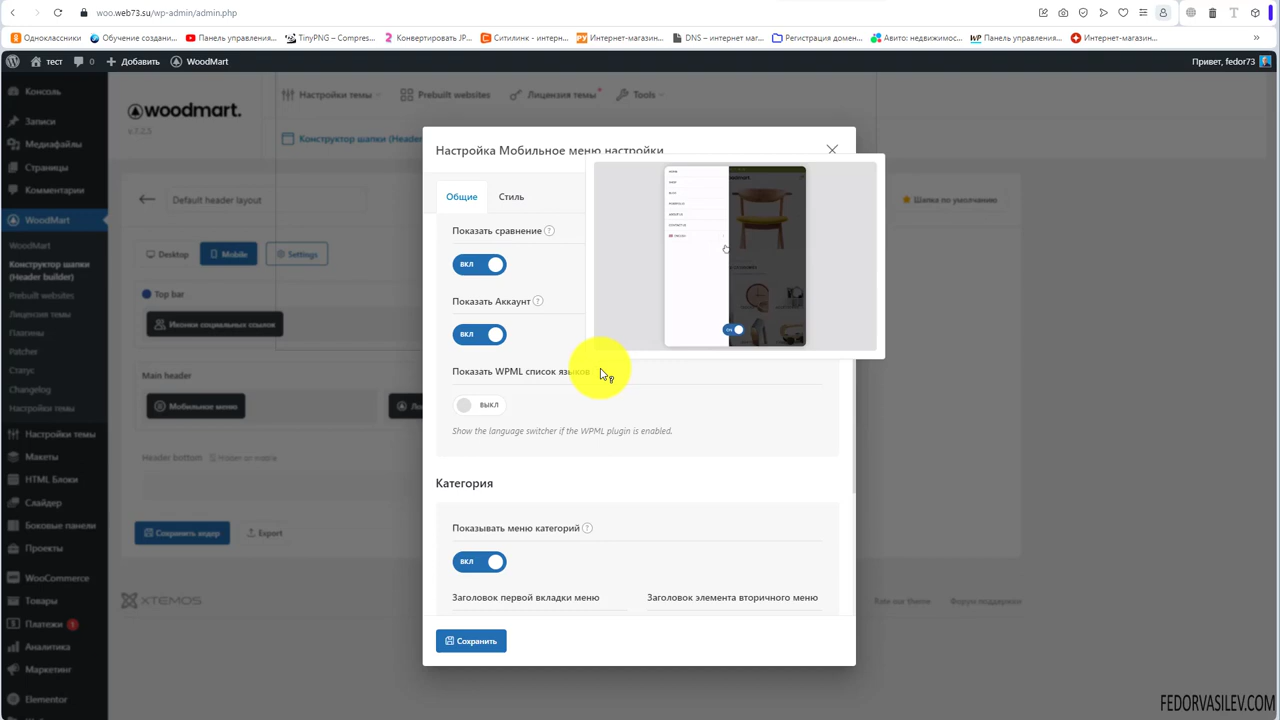 woo.web73.su/wp-admin/admin.php
Одноклассники
Обучение создани...
Панель управления...
TinyPNG – Compres...
Конвертировать JP...
Ситилинк - интерн...
Интернет-магазин...
DNS – интернет маг...
Регистрация домен...
Авито: недвижимос...
Панель управления...
Интернет-магазин...
тест
0
Добавить
WoodMart
Привет, fedor73
Консоль
Записи
Медиафайлы
Страницы
Комментарии
WoodMart
WoodMart
Конструктор шапки
(Header builder)
Prebuilt websites
Лицензия темы
Плагины
Patcher
Статус
Changelog
Настройки темы
Настройки темы
Макеты
HTML Блоки
Слайдер
Боковые панели
Проекты
WooCommerce
Товары
Платежи 1
Аналитика
Маркетинг
Elementor
woodmart.
Настройки темы
Prebuilt websites
Лицензия темы
Tools
Конструктор шапки (Header
Default header layout
Шапка по умолчанию
Desktop
Mobile
Settings
Top bar
Иконки социальных ссылок
Main header
Мобильное меню
Header bottom
Hidden on mobile
Сохранить хедер
Export
XTEMOS
Rate our theme
Форум поддержки
Настройка Мобильное меню настройки
Общие
Стиль
Показать сравнение ?
ВКЛ
Показать Аккаунт ?
ВКЛ
Показать WPML список языков
ВЫКЛ
Show the language switcher if the WPML plugin is enabled.
Категория
Показывать меню категорий ?
ВКЛ
Заголовок первой вкладки меню
Заголовок элемента вторичного меню
Сохранить
FEDORVASILEV.COM